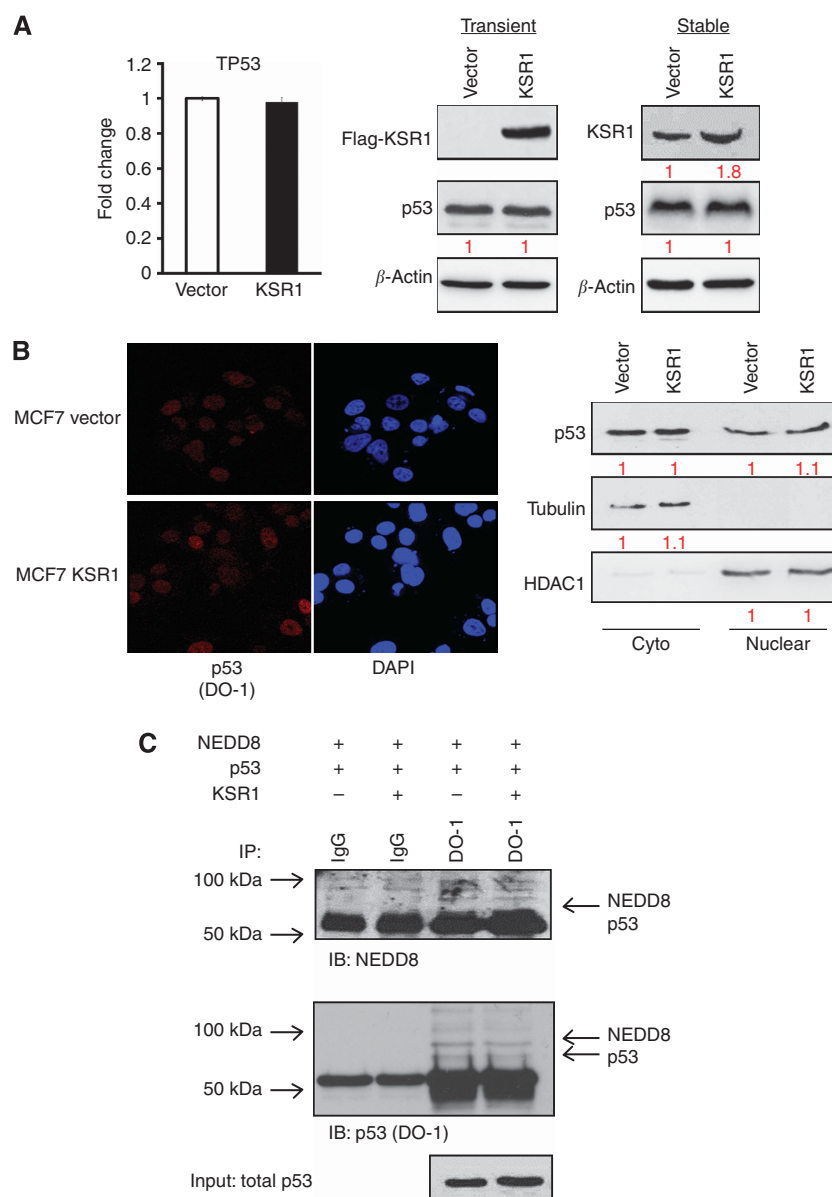 A
TP53
Fold change
1.2
1
0.8
0.6
0.4
0.2
0
Vector
KSR1
Transient
Vector
KSR1
Flag-KSR1
p53
1
1
β-Actin
Stable
Vector
KSR1
KSR1
1
1.8
p53
1
1
β-Actin
B
MCF7 vector
MCF7 KSR1
p53
(DO-1)
DAPI
Vector
KSR1
Vector
KSR1
p53
1
1
1
1.1
Tubulin
1
1.1
HDAC1
1
1
Cyto
Nuclear
C
NEDD8 + + + +
p53 + + + +
KSR1 – + – +
IP: IgG IgG DO-1 DO-1
100 kDa
50 kDa
NEDD8
p53
IB: NEDD8
100 kDa
50 kDa
NEDD8
p53
IB: p53 (DO-1)
Input: total p53